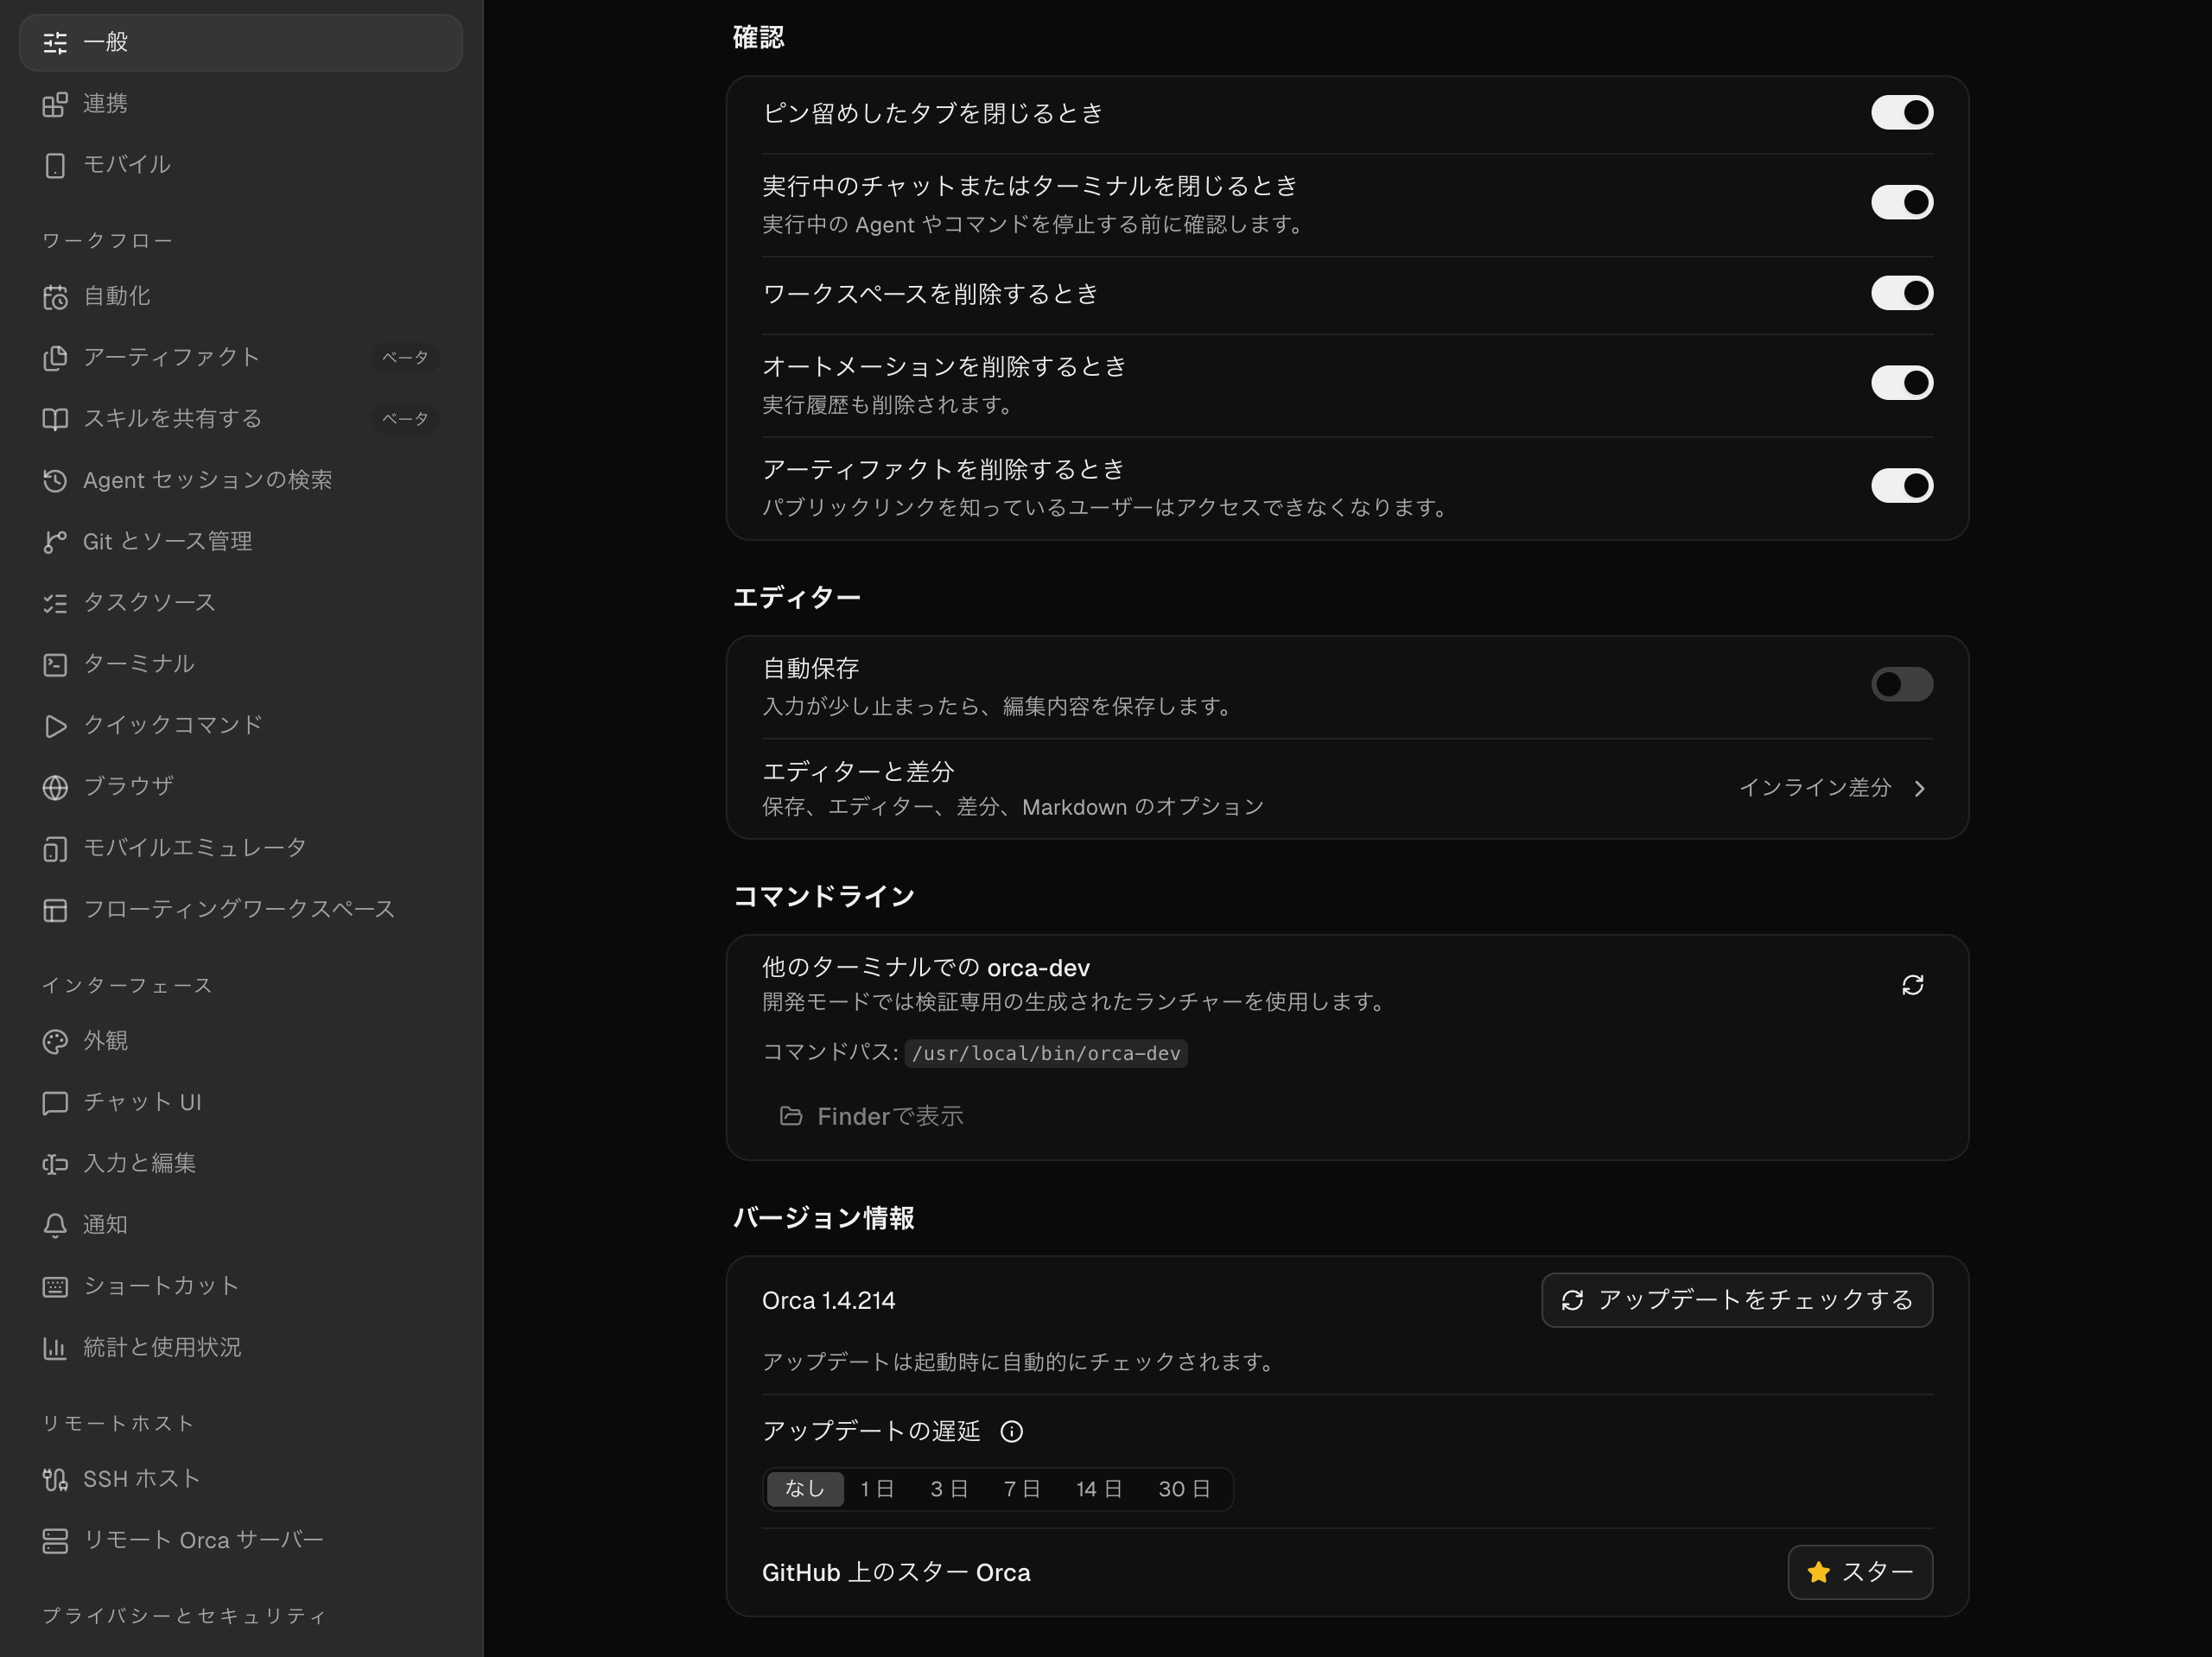 一般
連携
モバイル
ワークフロー
自動化
アーティファクト ベータ
スキルを共有する ベータ
Agent セッションの検索
Git とソース管理
タスクソース
ターミナル
クイックコマンド
ブラウザ
モバイルエミュレータ
フローティングワークスペース
インターフェース
外観
チャット UI
入力と編集
通知
ショートカット
統計と使用状況
リモートホスト
SSH ホスト
リモート Orca サーバー
プライバシーとセキュリティ
確認
ピン留めしたタブを閉じるとき
実行中のチャットまたはターミナルを閉じるとき
実行中の Agent やコマンドを停止する前に確認します。
ワークスペースを削除するとき
オートメーションを削除するとき
実行履歴も削除されます。
アーティファクトを削除するとき
パブリックリンクを知っているユーザーはアクセスできなくなります。
エディター
自動保存
入力が少し止まったら、編集内容を保存します。
エディターと差分
保存、エディター、差分、Markdown のオプション
インライン差分
コマンドライン
他のターミナルでの orca-dev
開発モードでは検証専用の生成されたランチャーを使用します。
コマンドパス: /usr/local/bin/orca-dev
Finderで表示
バージョン情報
Orca 1.4.214
アップデートをチェックする
アップデートは起動時に自動的にチェックされます。
アップデートの遅延
なし 1 日 3 日 7 日 14 日 30 日
GitHub 上のスター Orca
スター